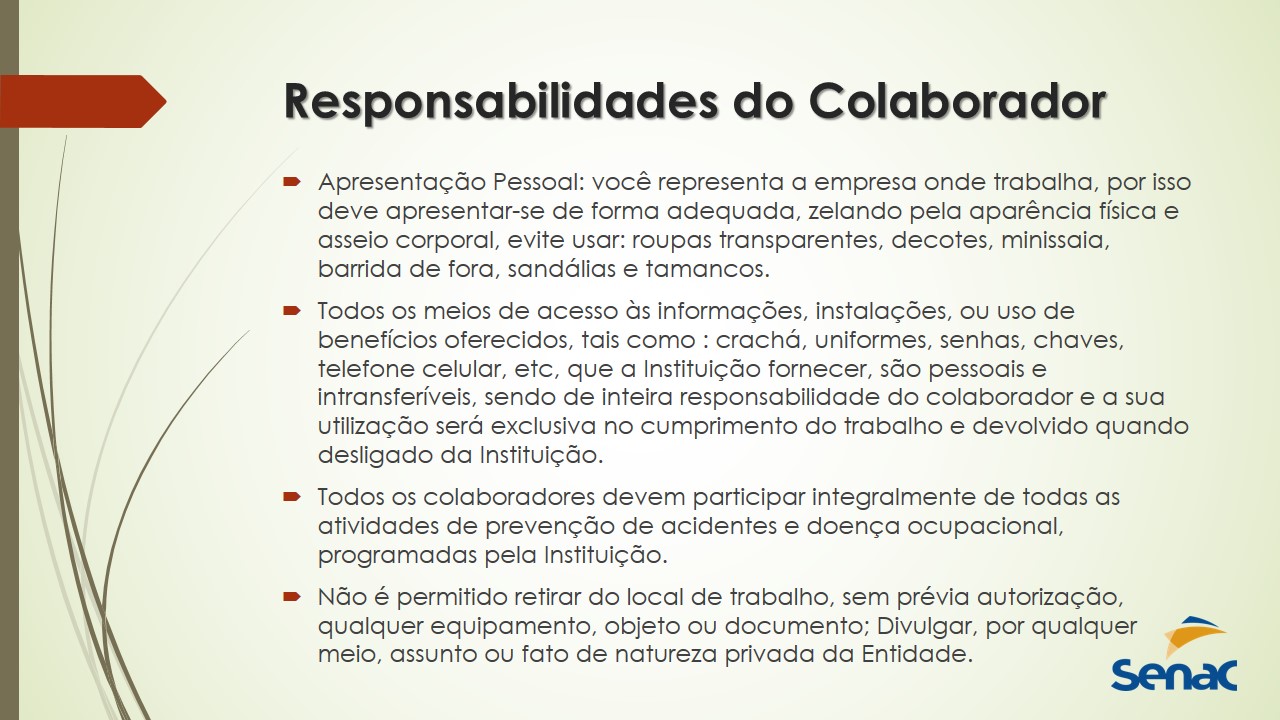 Responsabilidades do Colaborador
Apresentação Pessoal: você representa a empresa onde trabalha, por isso
deve apresentar-se de forma adequada, zelando pela aparência física e
asseio corporal, evite usar: roupas transparentes, decotes, minissaia,
barrida de fora, sandálias e tamancos.
Todos os meios de acesso às informações, instalações, ou uso de
benefícios oferecidos, tais como : crachá, uniformes, senhas, chaves,
telefone celular, etc, que a Instituição fornecer, são pessoais e
intransferíveis, sendo de inteira responsabilidade do colaborador e a sua
utilização será exclusiva no cumprimento do trabalho e devolvido quando
desligado da Instituição.
Todos os colaboradores devem participar integralmente de todas as
atividades de prevenção de acidentes e doença ocupacional,
programadas pela Instituição.
Não é permitido retirar do local de trabalho, sem prévia autorização,
qualquer equipamento, objeto ou documento; Divulgar, por qualquer
meio, assunto ou fato de natureza privada da Entidade.
Senac